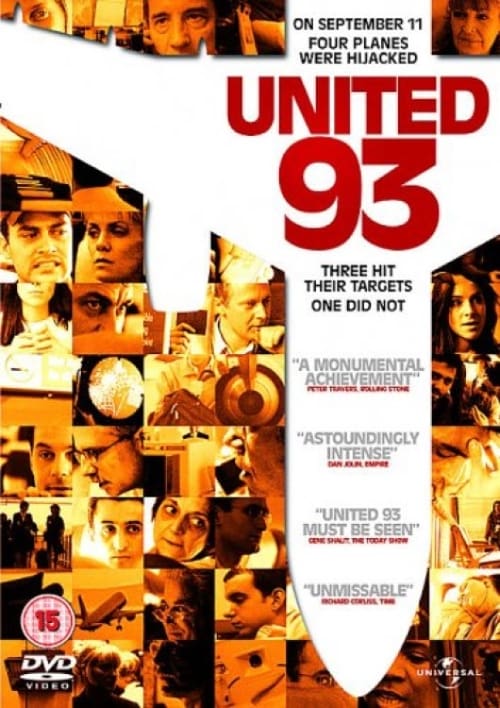 ON SEPTEMBER 11
FOUR PLANES
WERE HIJACKED
UNITED
93
THREE HIT
THEIR TARGETS
ONE DID NOT
"A MONUMENTAL
ACHIEVEMENT"
PETER TRAVERS, ROLLING STONE
"ASTOUNDINGLY
INTENSE"
DAN JOLIN, EMPIRE
"UNITED 93
MUST BE SEEN"
GENE SHALIT, THE TODAY SHOW
"UNMISSABLE"
RICHARD CORLISS, TIME
15
DVD
VIDEO
UNIVERSAL